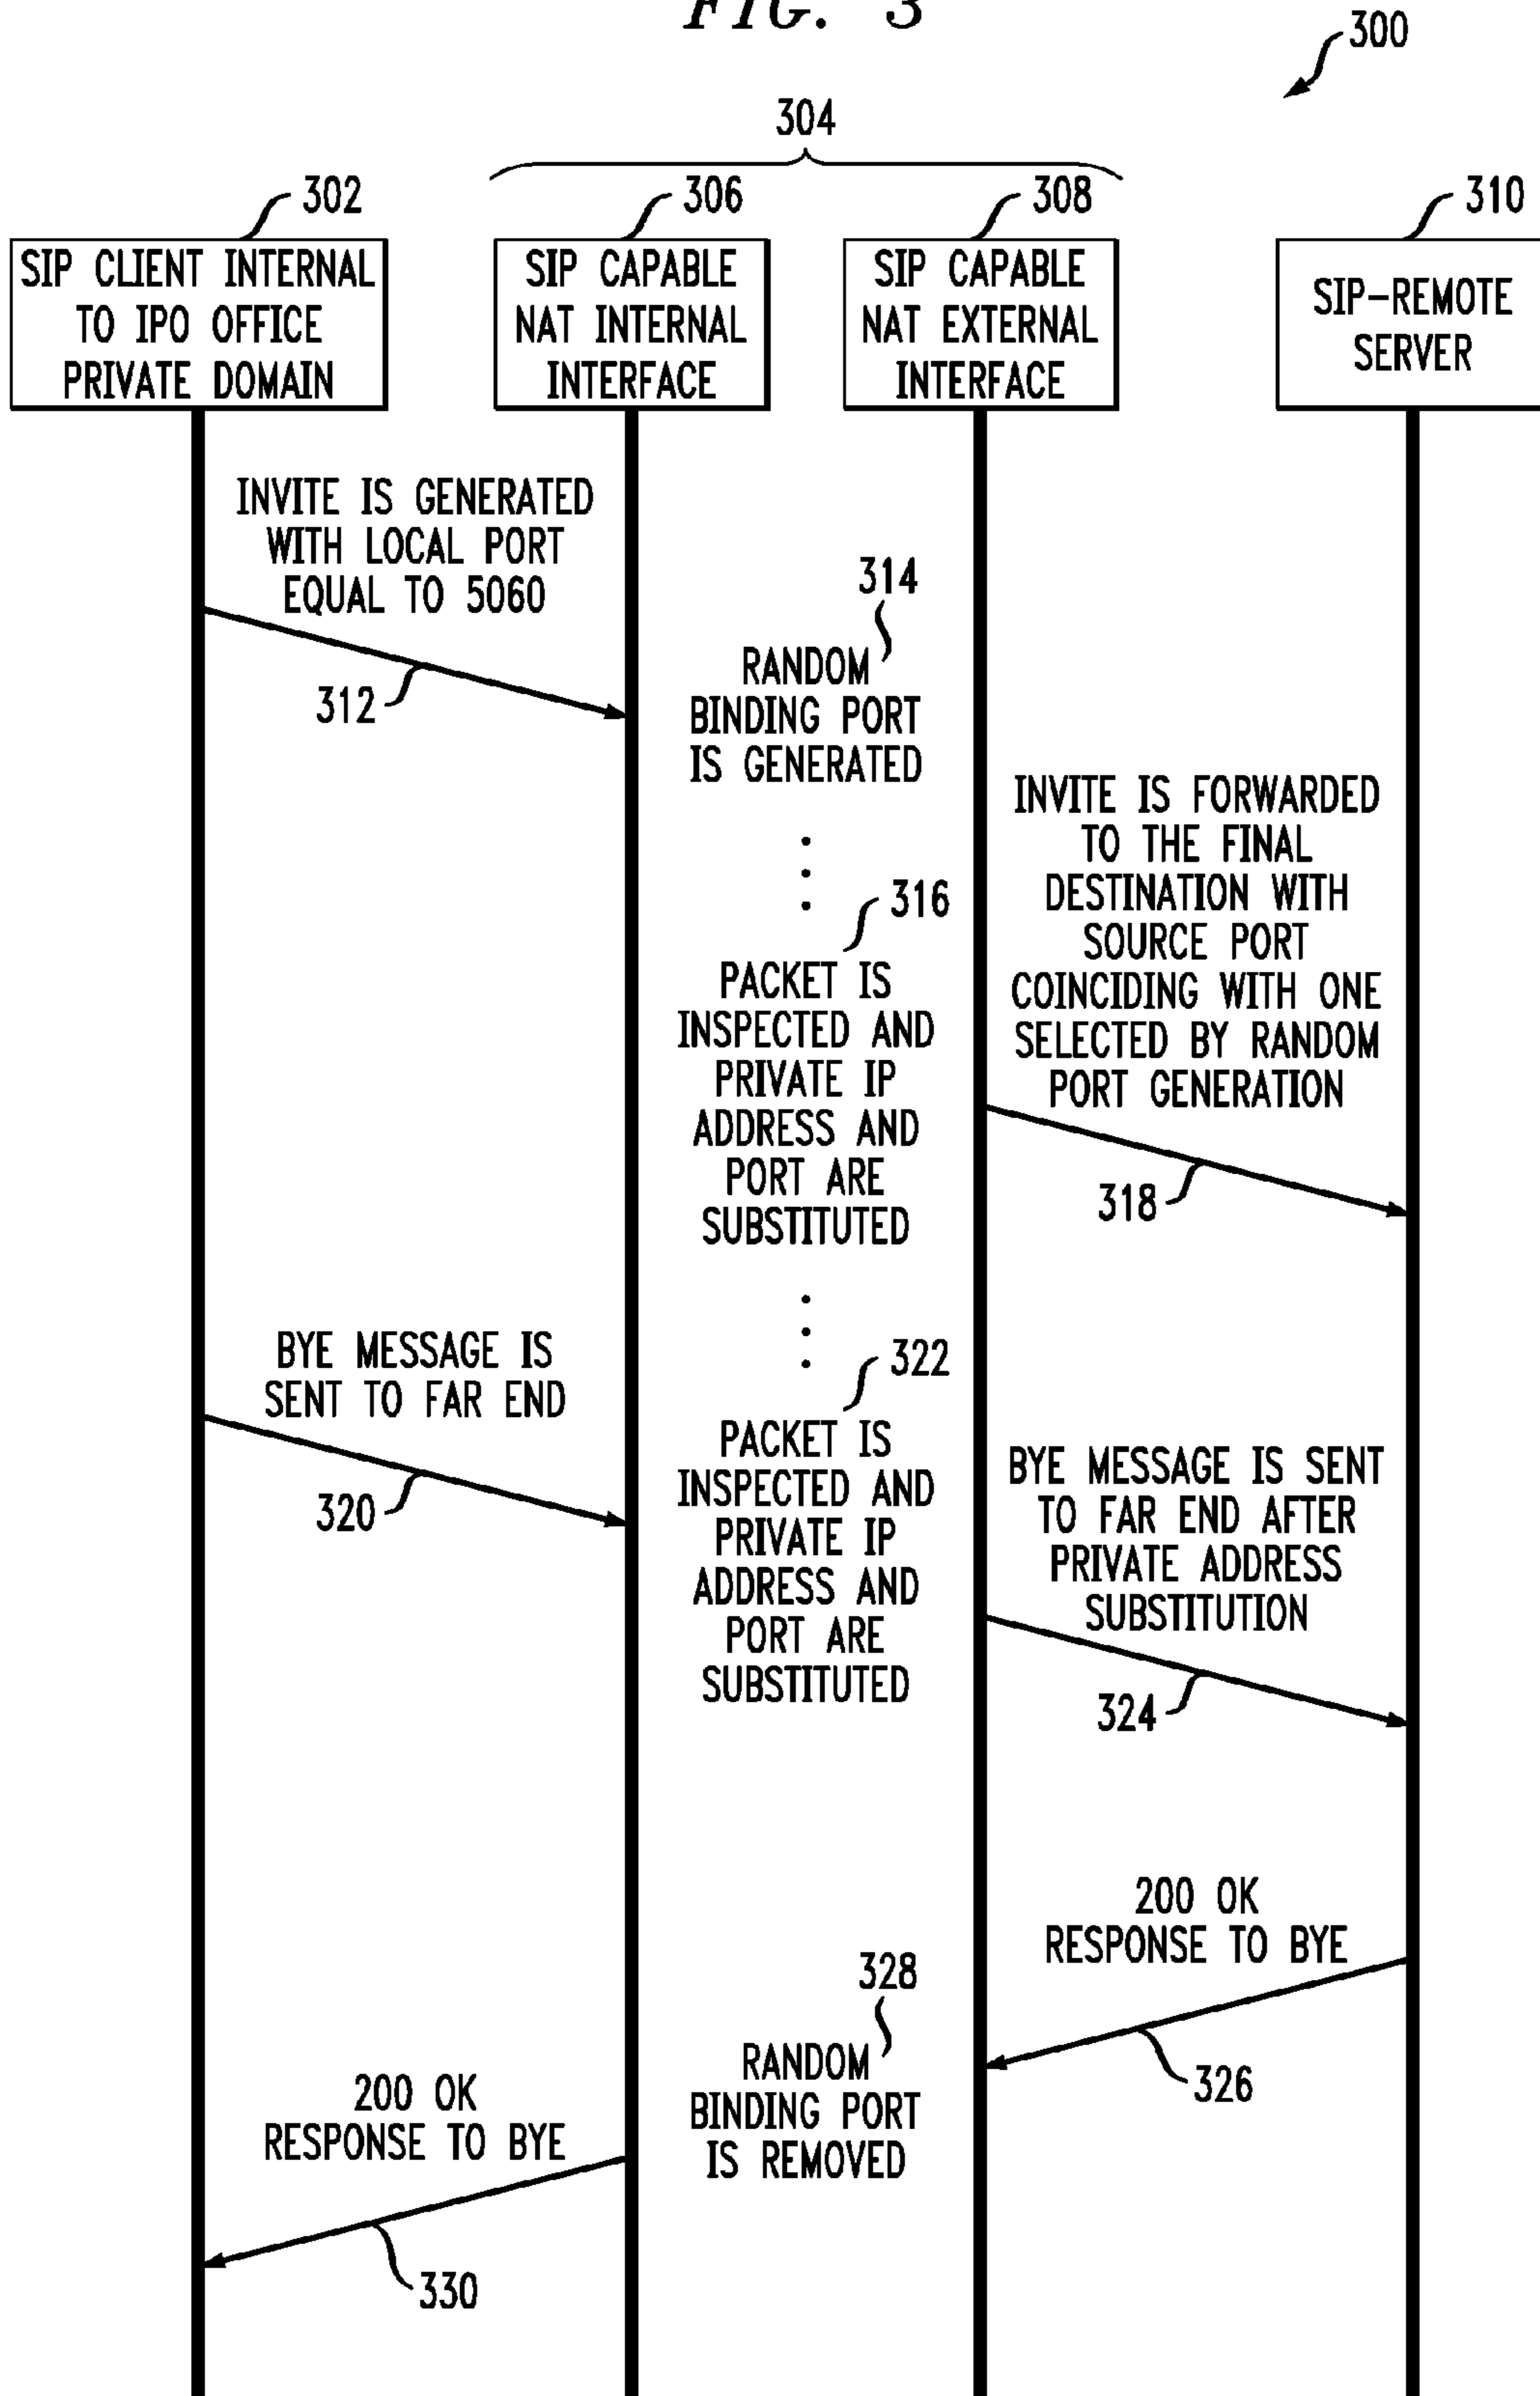 FIG. 3
300
304
302
306
308
310
SIP CLIENT INTERNAL
TO IPO OFFICE
PRIVATE DOMAIN
SIP CAPABLE
NAT INTERNAL
INTERFACE
SIP CAPABLE
NAT EXTERNAL
INTERFACE
SIP-REMOTE
SERVER
INVITE IS GENERATED
WITH LOCAL PORT
EQUAL TO 5060
312
314
RANDOM
BINDING PORT
IS GENERATED
INVITE IS FORWARDED
TO THE FINAL
DESTINATION WITH
SOURCE PORT
COINCIDING WITH ONE
SELECTED BY RANDOM
PORT GENERATION
316
PACKET IS
INSPECTED AND
PRIVATE IP
ADDRESS AND
PORT ARE
SUBSTITUTED
318
BYE MESSAGE IS
SENT TO FAR END
320
322
PACKET IS
INSPECTED AND
PRIVATE IP
ADDRESS AND
PORT ARE
SUBSTITUTED
BYE MESSAGE IS SENT
TO FAR END AFTER
PRIVATE ADDRESS
SUBSTITUTION
324
200 OK
RESPONSE TO BYE
326
328
RANDOM
BINDING PORT
IS REMOVED
200 OK
RESPONSE TO BYE
330